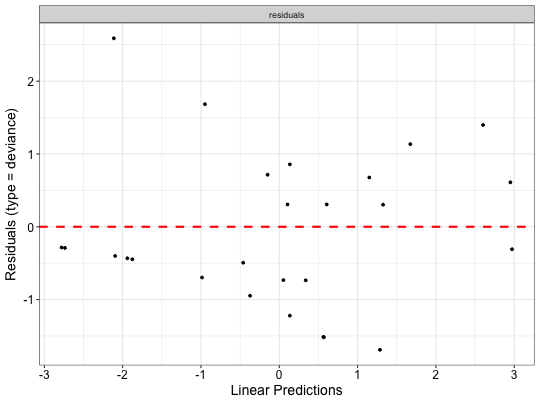 residuals
Residuals (type = deviance)
2
1
0
-1
-3 -2 -1 0 1 2 3
Linear Predictions